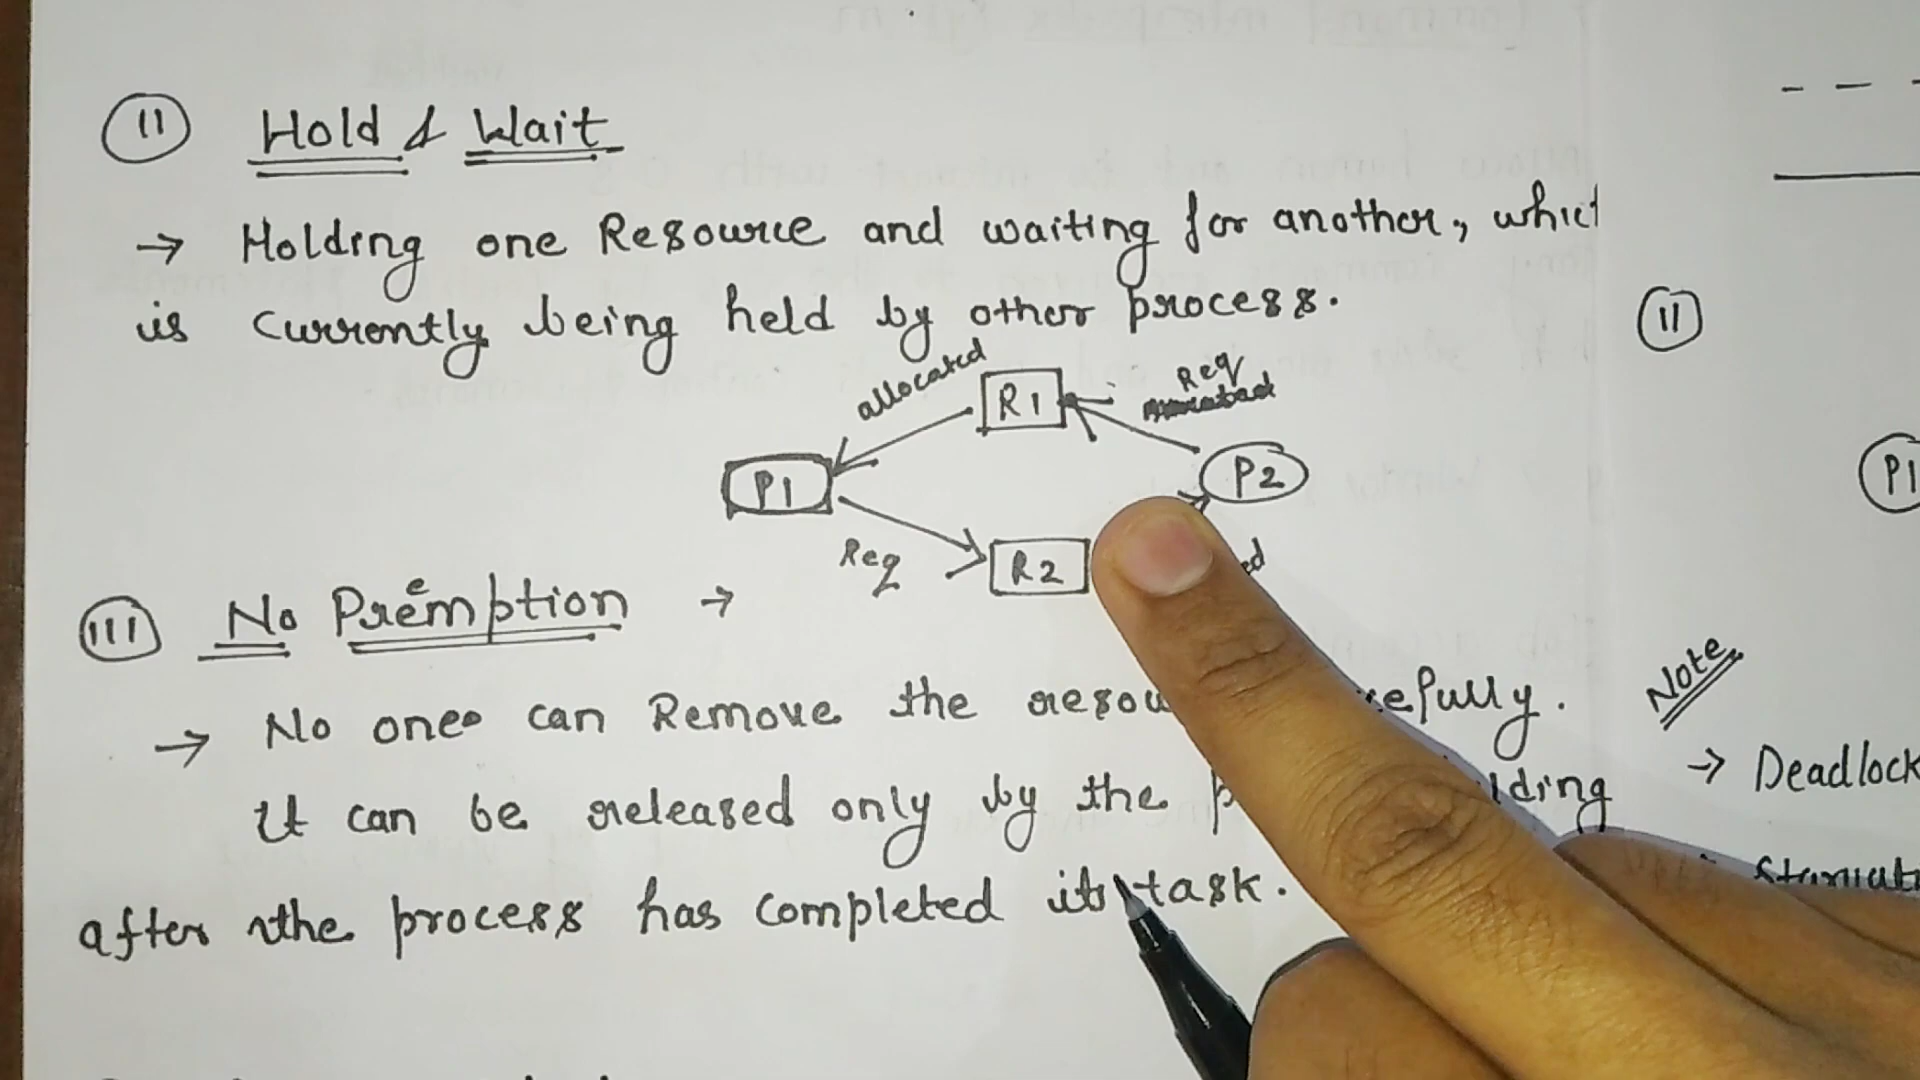 II Hold & Wait
→ Holding one Resource and waiting for another, which
is currently being held by other process.
allocated R1 Req
P1 P2
Req R2
III No Preemption →
→ No one can Remove the
It can be released only by the
after the process has completed its task.
II
P1
Note
→ Deadlock